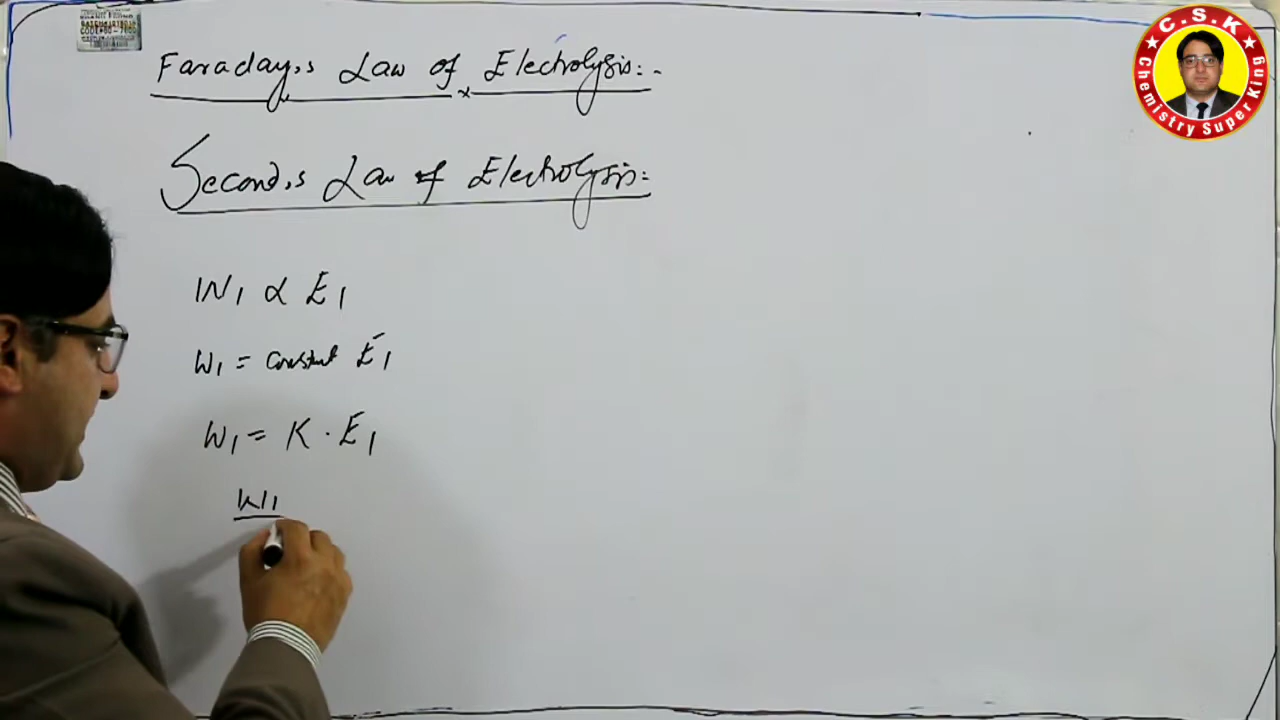 Faraday,s Law of Electrolysis:-
Second,s Law of Electrolysis:
W1 ∝ E1
W1 = Constant E1
W1 = K · E1
W1
C.S.K
Chemistry Super King